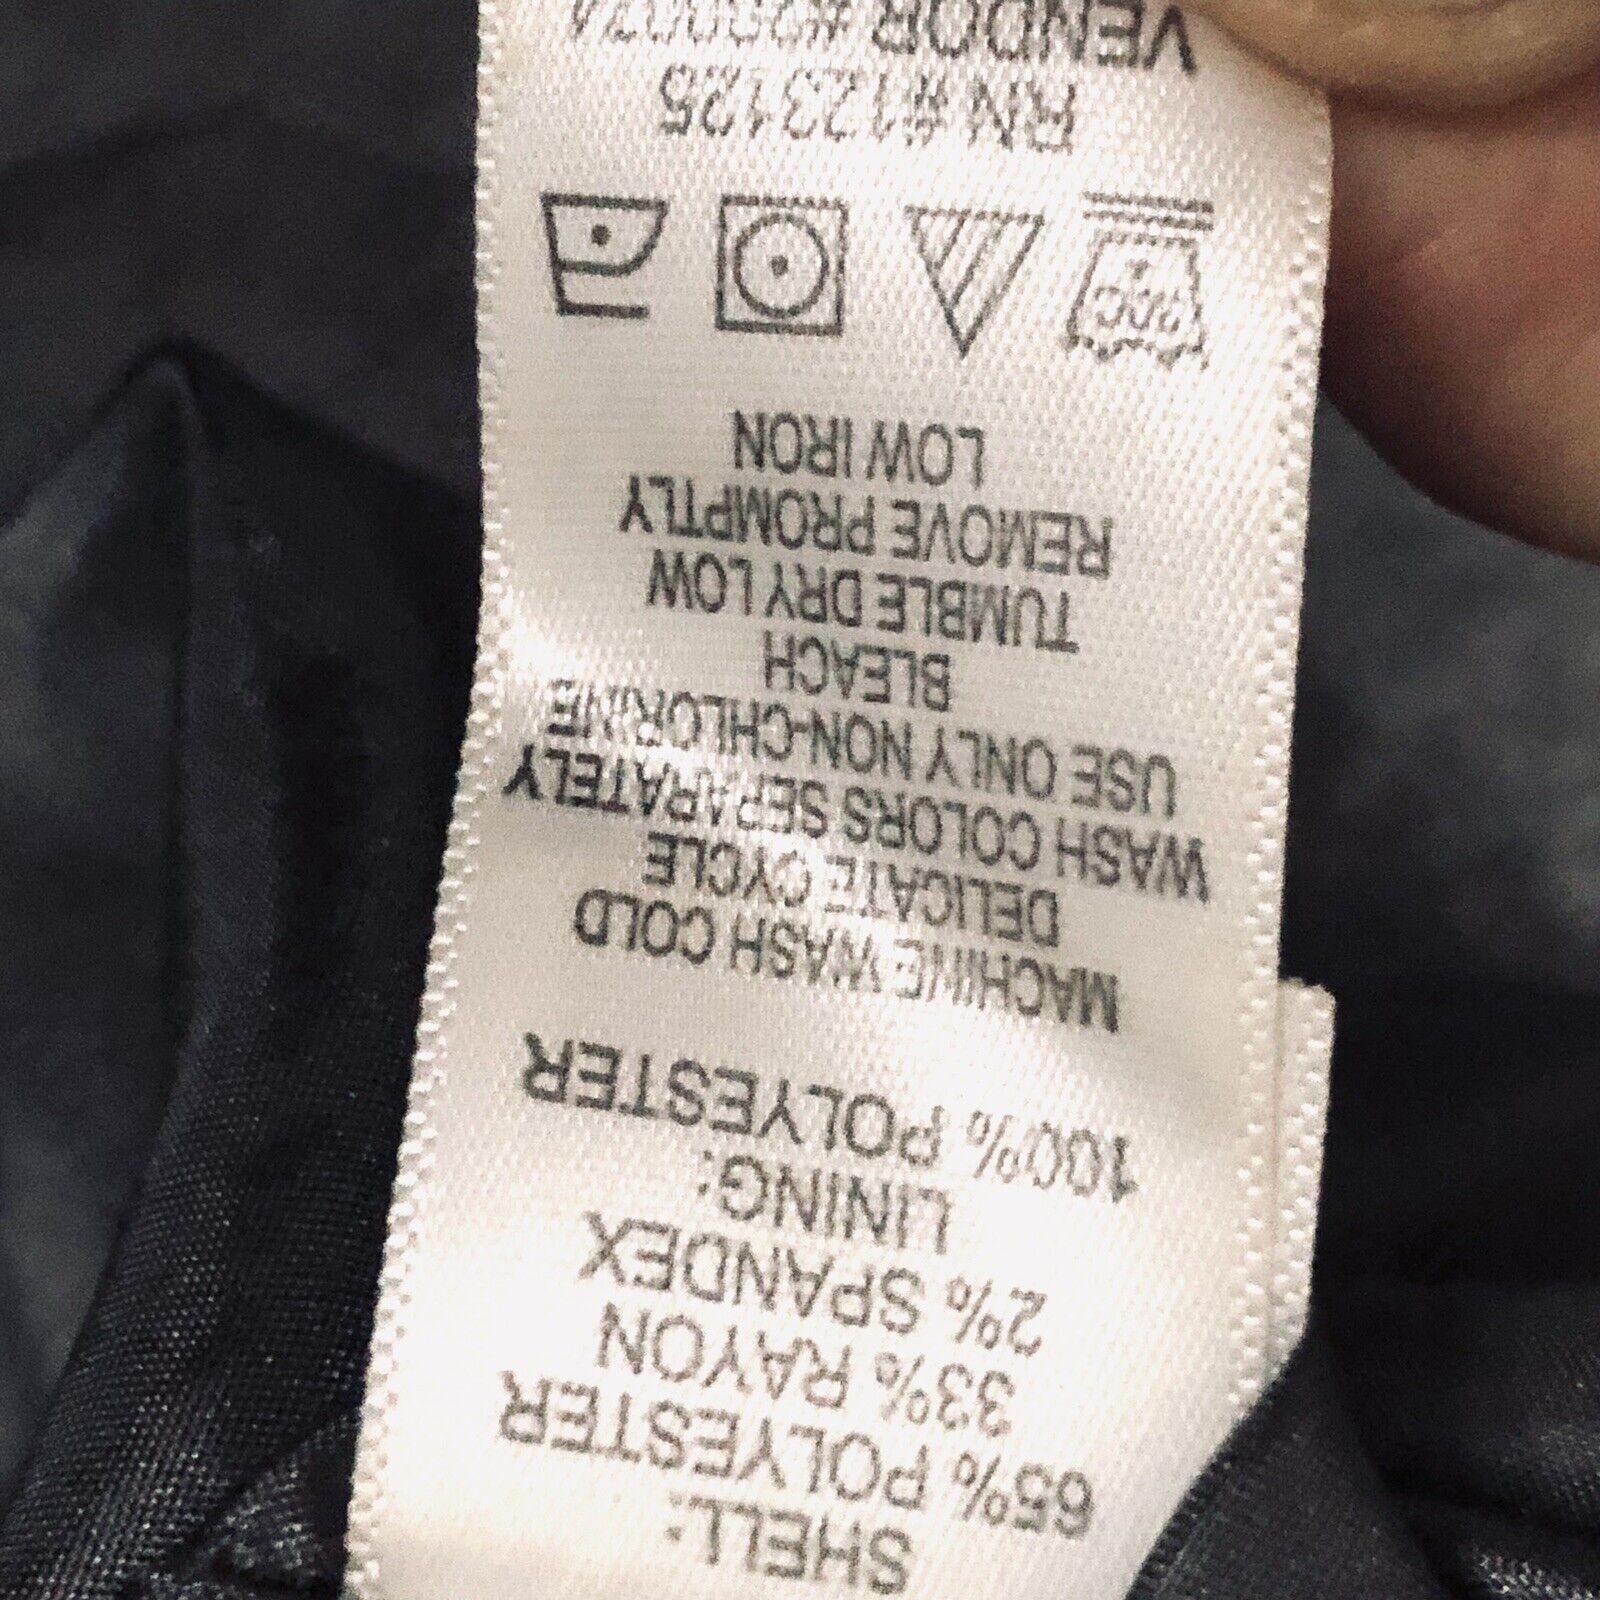 SHELL:
65% POLYESTER
33% RAYON
2% SPANDEX
LINING:
100% POLYESTER
MACHINE WASH COLD
DELICATE CYCLE
WASH COLORS SEPARATELY
USE ONLY NON-CHLORINE
BLEACH
TUMBLE DRY LOW
REMOVE PROMPTLY
LOW IRON
RN #123125
VENDOR